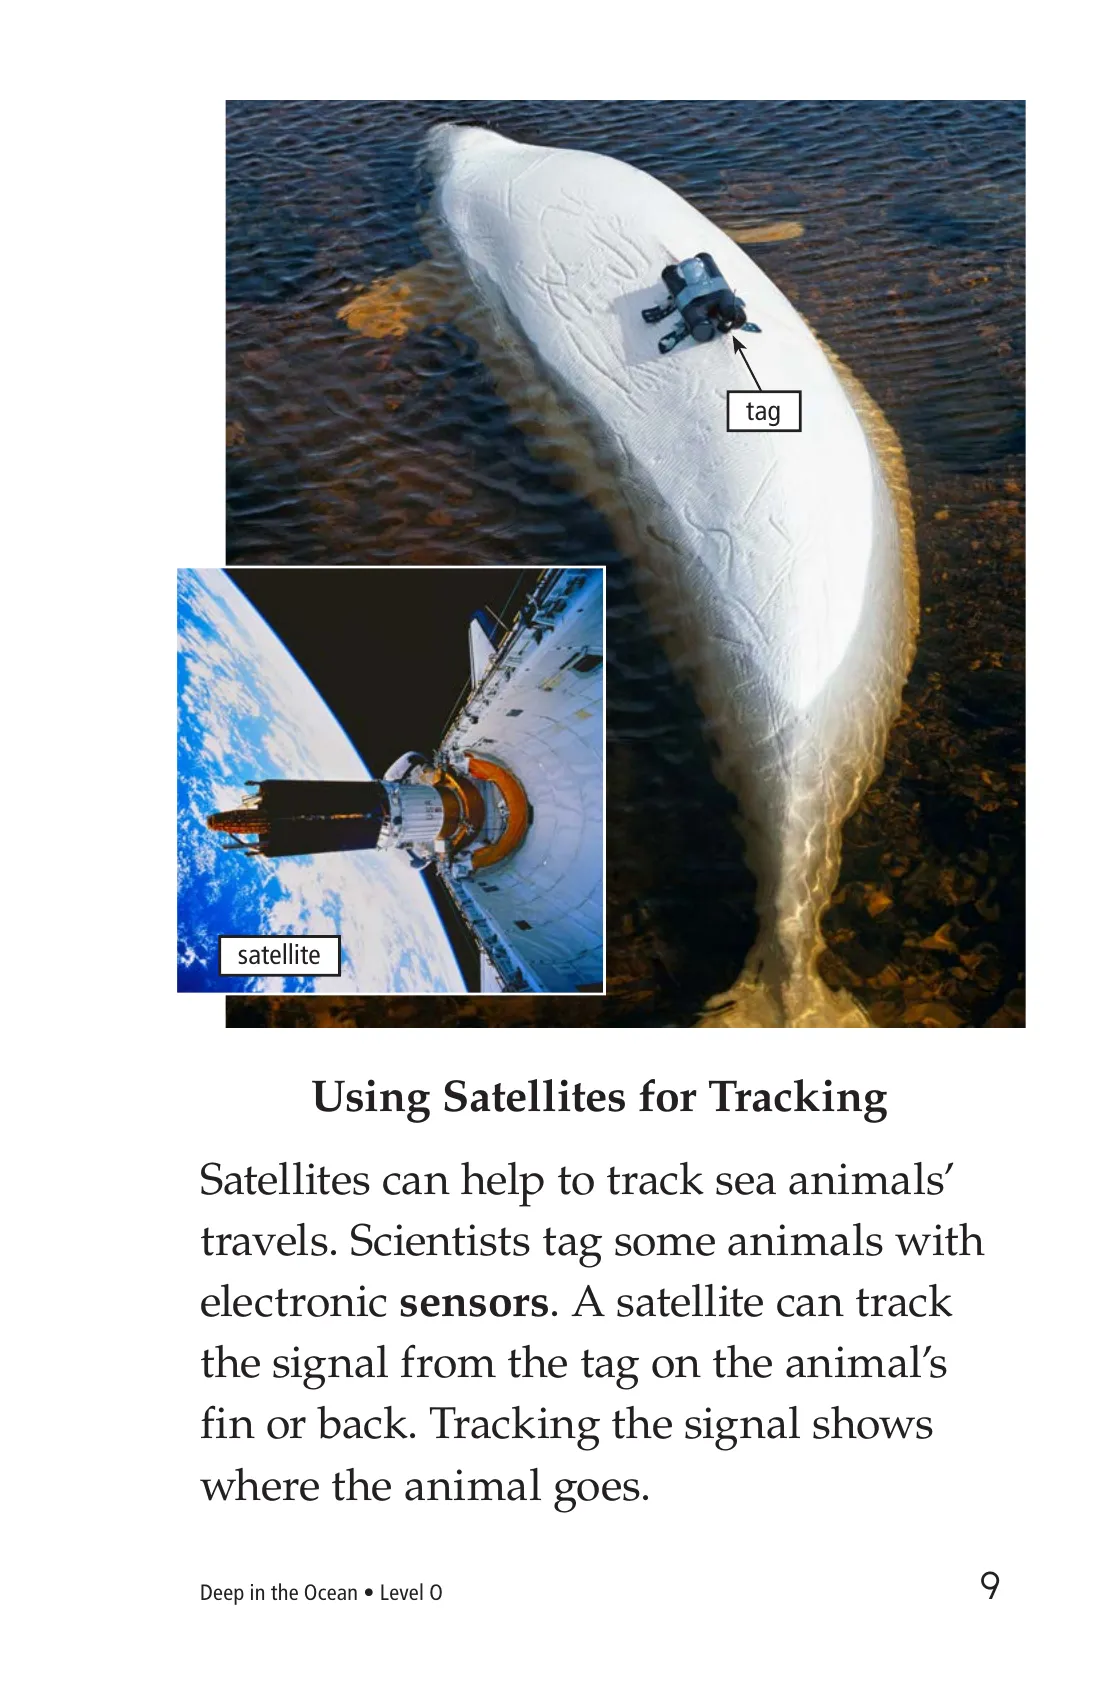 tag
satellite
Using Satellites for Tracking
Satellites can help to track sea animals’
travels. Scientists tag some animals with
electronic sensors. A satellite can track
the signal from the tag on the animal’s
fin or back. Tracking the signal shows
where the animal goes.
Deep in the Ocean • Level O
9